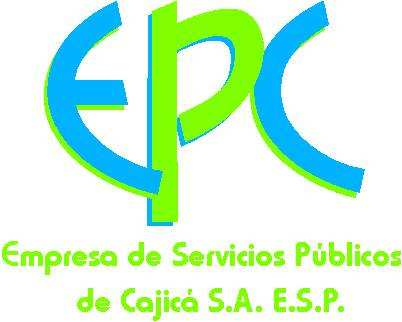 EPC
Empresa de Servicios Públicos
de Cajicá S.A. E.S.P.